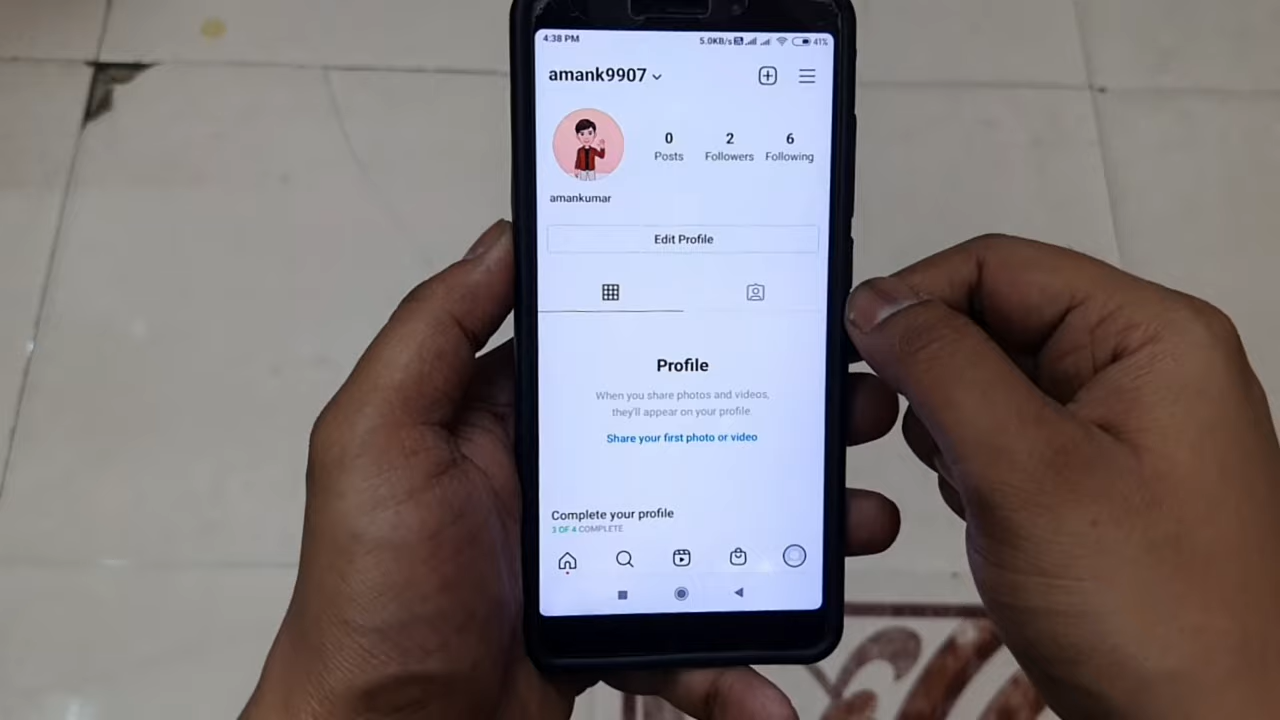 4:38 PM 5.0KB/s 41%
amank9907
0 2 6
Posts Followers Following
amankumar
Edit Profile
Profile
When you share photos and videos,
they'll appear on your profile.
Share your first photo or video
Complete your profile
3 OF 4 COMPLETE